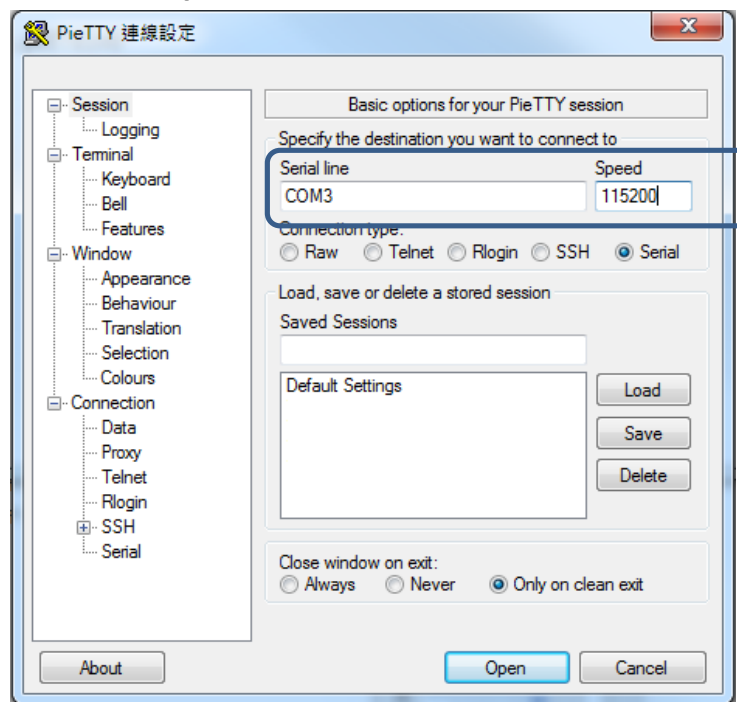 PieTTY 連線設定
Session
Logging
Terminal
Keyboard
Bell
Features
Window
Appearance
Behaviour
Translation
Selection
Colours
Connection
Data
Proxy
Telnet
Rlogin
SSH
Serial
Basic options for your PieTTY session
Specify the destination you want to connect to
Serial line Speed
COM3 115200
Connection type:
Raw Telnet Rlogin SSH Serial
Load, save or delete a stored session
Saved Sessions
Default Settings
Load
Save
Delete
Close window on exit:
Always Never Only on clean exit
About Open Cancel